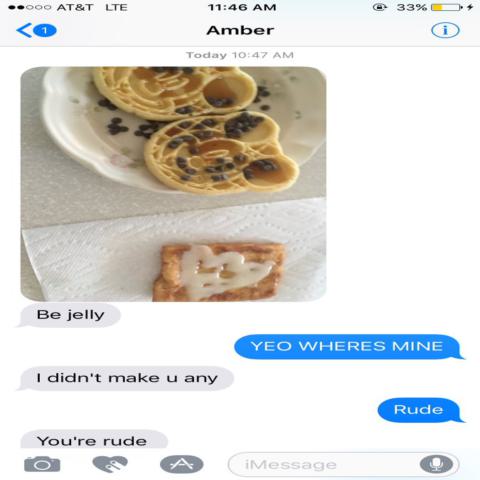 AT&T LTE 11:46 AM 33%
1 Amber i
Today 10:47 AM
Be jelly
YEO WHERES MINE
I didn't make u any
Rude
You're rude
iMessage